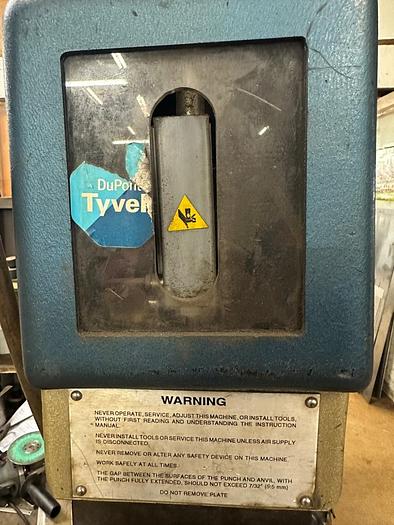 DuPont
Tyvek
WARNING
NEVER OPERATE, SERVICE, ADJUST THIS MACHINE, OR INSTALL TOOLS,
WITHOUT FIRST READING AND UNDERSTANDING THE INSTRUCTION
MANUAL.
NEVER INSTALL TOOLS OR SERVICE THIS MACHINE UNLESS AIR SUPPLY
IS DISCONNECTED.
NEVER REMOVE OR ALTER ANY SAFETY DEVICE ON THIS MACHINE.
WORK SAFELY AT ALL TIMES
THE GAP BETWEEN THE SURFACES OF THE PUNCH AND ANVIL, WITH
THE PUNCH FULLY EXTENDED, SHOULD NOT EXCEED 7/32" (5,5 mm)
DO NOT REMOVE PLATE